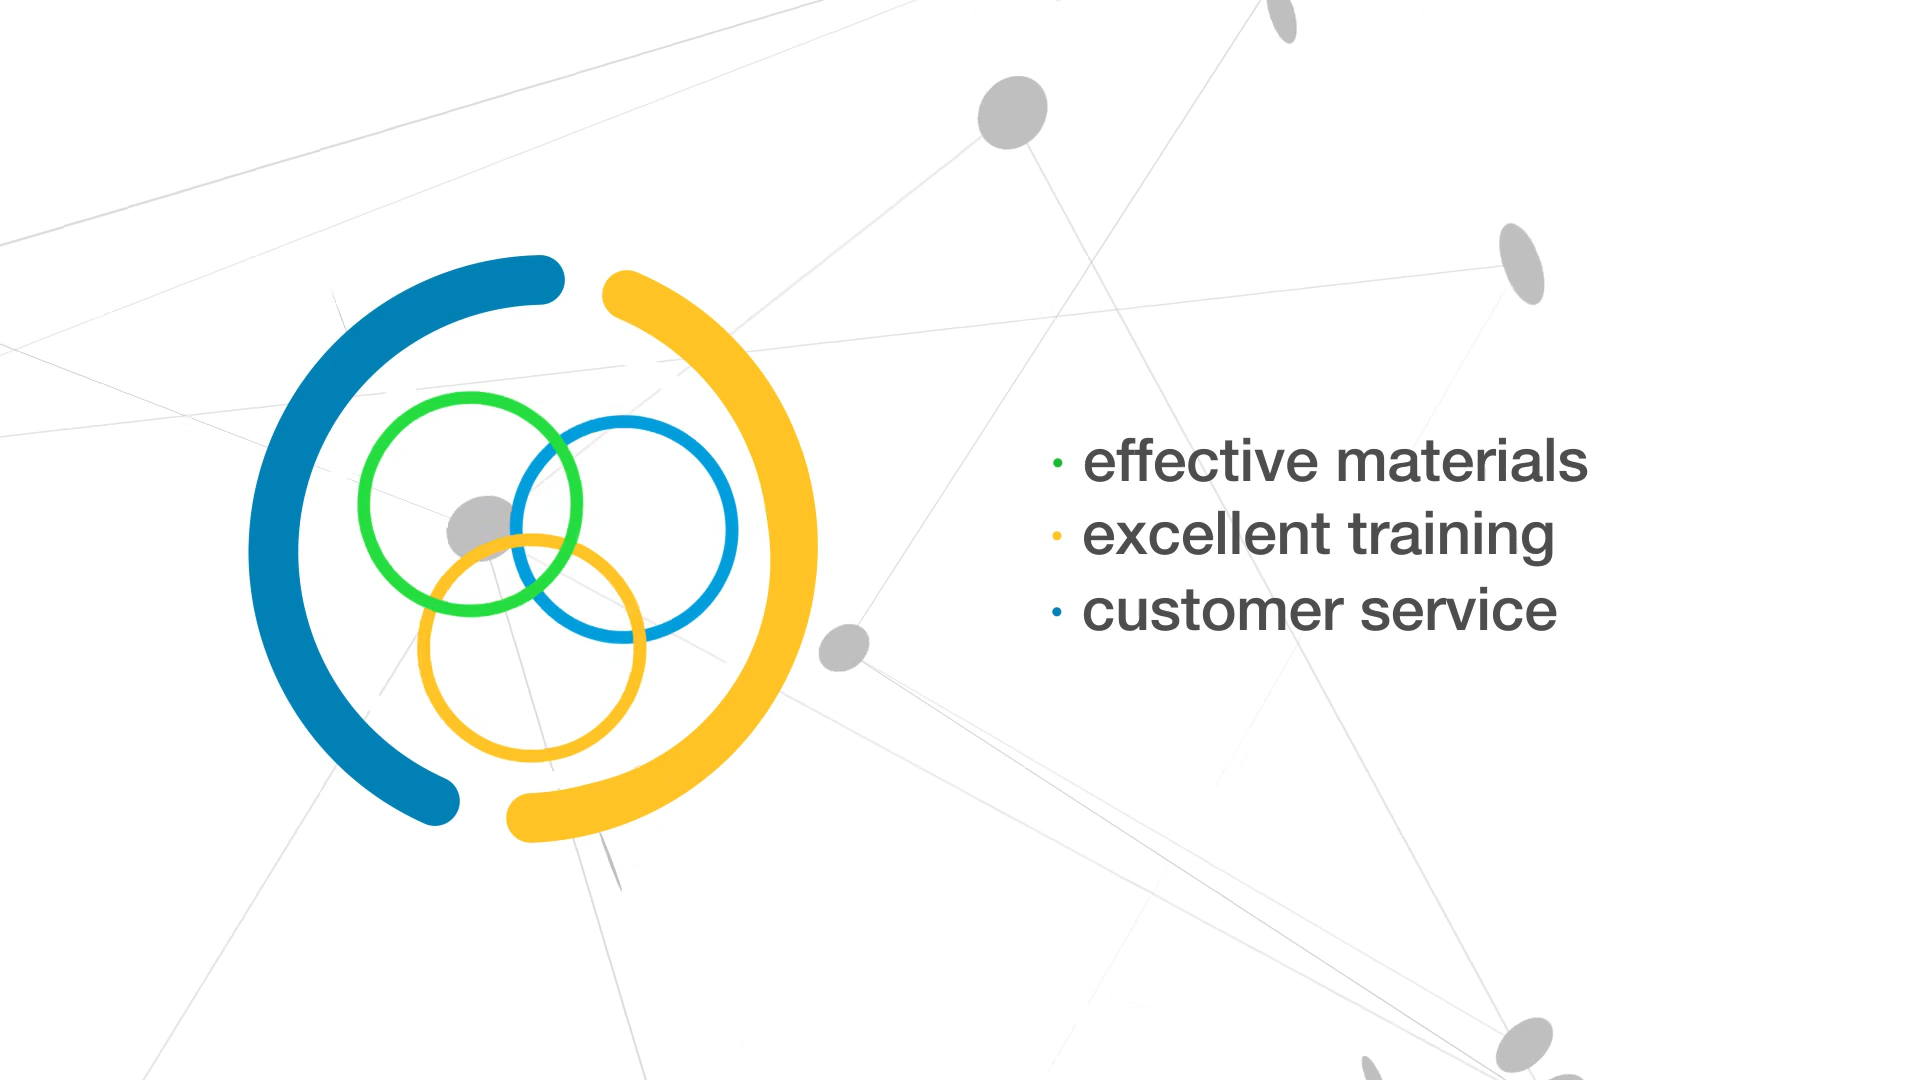 • effective materials
• excellent training
• customer service